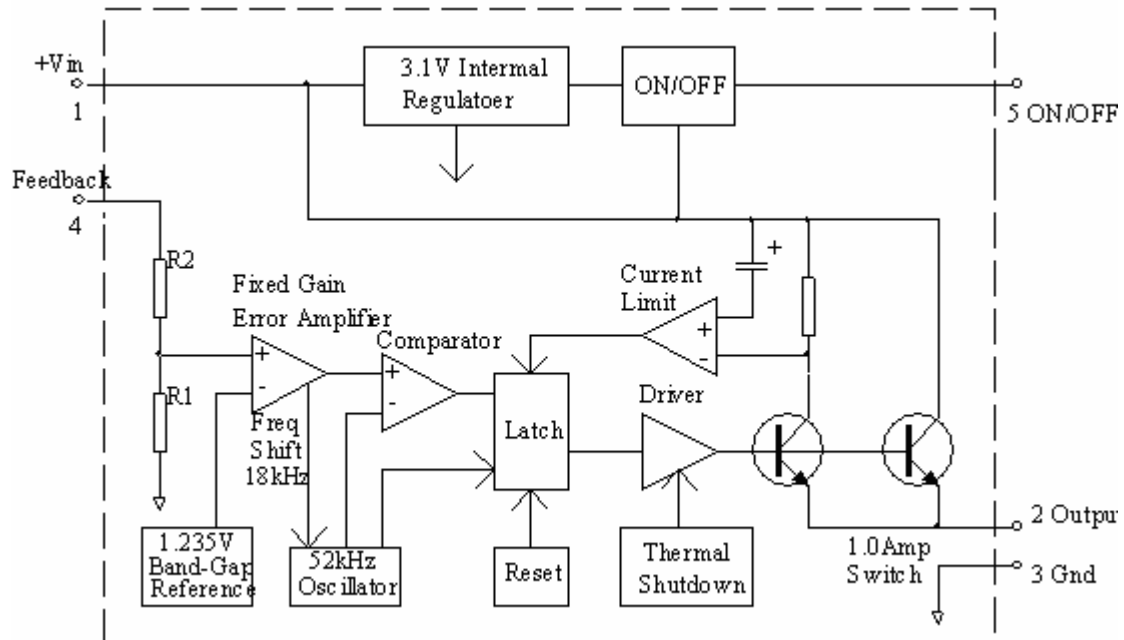 +Vin
1
3.1V Internal
Regulatoer
ON/OFF
5 ON/OFF
Feedback
4
R2
Fixed Gain
Error Amplifier
+
-
Comparator
+
-
Current
Limit
+
+
-
R1
Freq
Shift
18kHz
Latch
Driver
1.235V
Band-Gap
Reference
52kHz
Oscillator
Reset
Thermal
Shutdown
1.0Amp
Switch
2 Outpu
3 Gnd